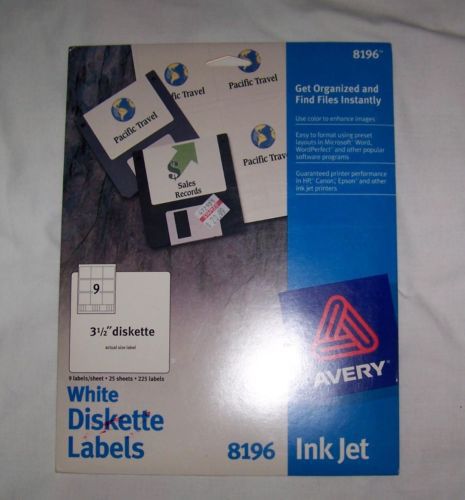 8196™
Get Organized and
Find Files Instantly
Use color to enhance images
Easy to format using preset
layouts in Microsoft® Word,
WordPerfect® and other popular
software programs
Guaranteed printer performance
in HP,® Canon,® Epson® and other
ink jet printers
Pacific Travel
Pacific Travel
Pacific Travel
Sales
Records
9
3½"diskette
actual size label
9 labels/sheet • 25 sheets • 225 labels
White
Diskette
Labels
8196
AVERY
Ink Jet